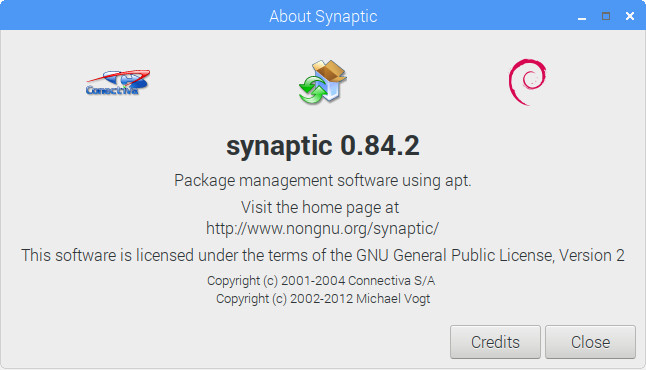 About Synaptic
Conectiva
synaptic 0.84.2
Package management software using apt.
Visit the home page at
http://www.nongnu.org/synaptic/
This software is licensed under the terms of the GNU General Public License, Version 2
Copyright (c) 2001-2004 Connectiva S/A
Copyright (c) 2002-2012 Michael Vogt
Credits
Close